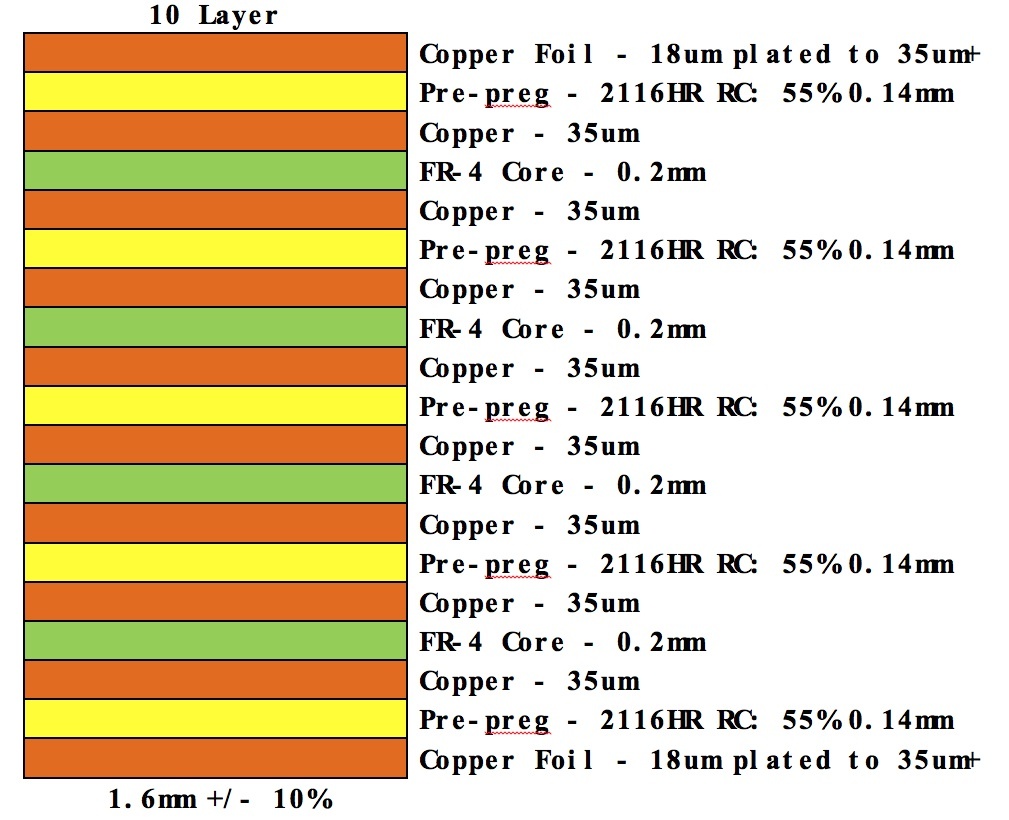 10 Layer
Copper Foil - 18um plated to 35um+
Pre-preg - 2116HR RC: 55% 0.14mm
Copper - 35um
FR-4 Core - 0.2mm
Copper - 35um
Pre-preg - 2116HR RC: 55% 0.14mm
Copper - 35um
FR-4 Core - 0.2mm
Copper - 35um
Pre-preg - 2116HR RC: 55% 0.14mm
Copper - 35um
FR-4 Core - 0.2mm
Copper - 35um
Pre-preg - 2116HR RC: 55% 0.14mm
Copper - 35um
FR-4 Core - 0.2mm
Copper - 35um
Pre-preg - 2116HR RC: 55% 0.14mm
Copper Foil - 18um plated to 35um+
1.6mm +/- 10%